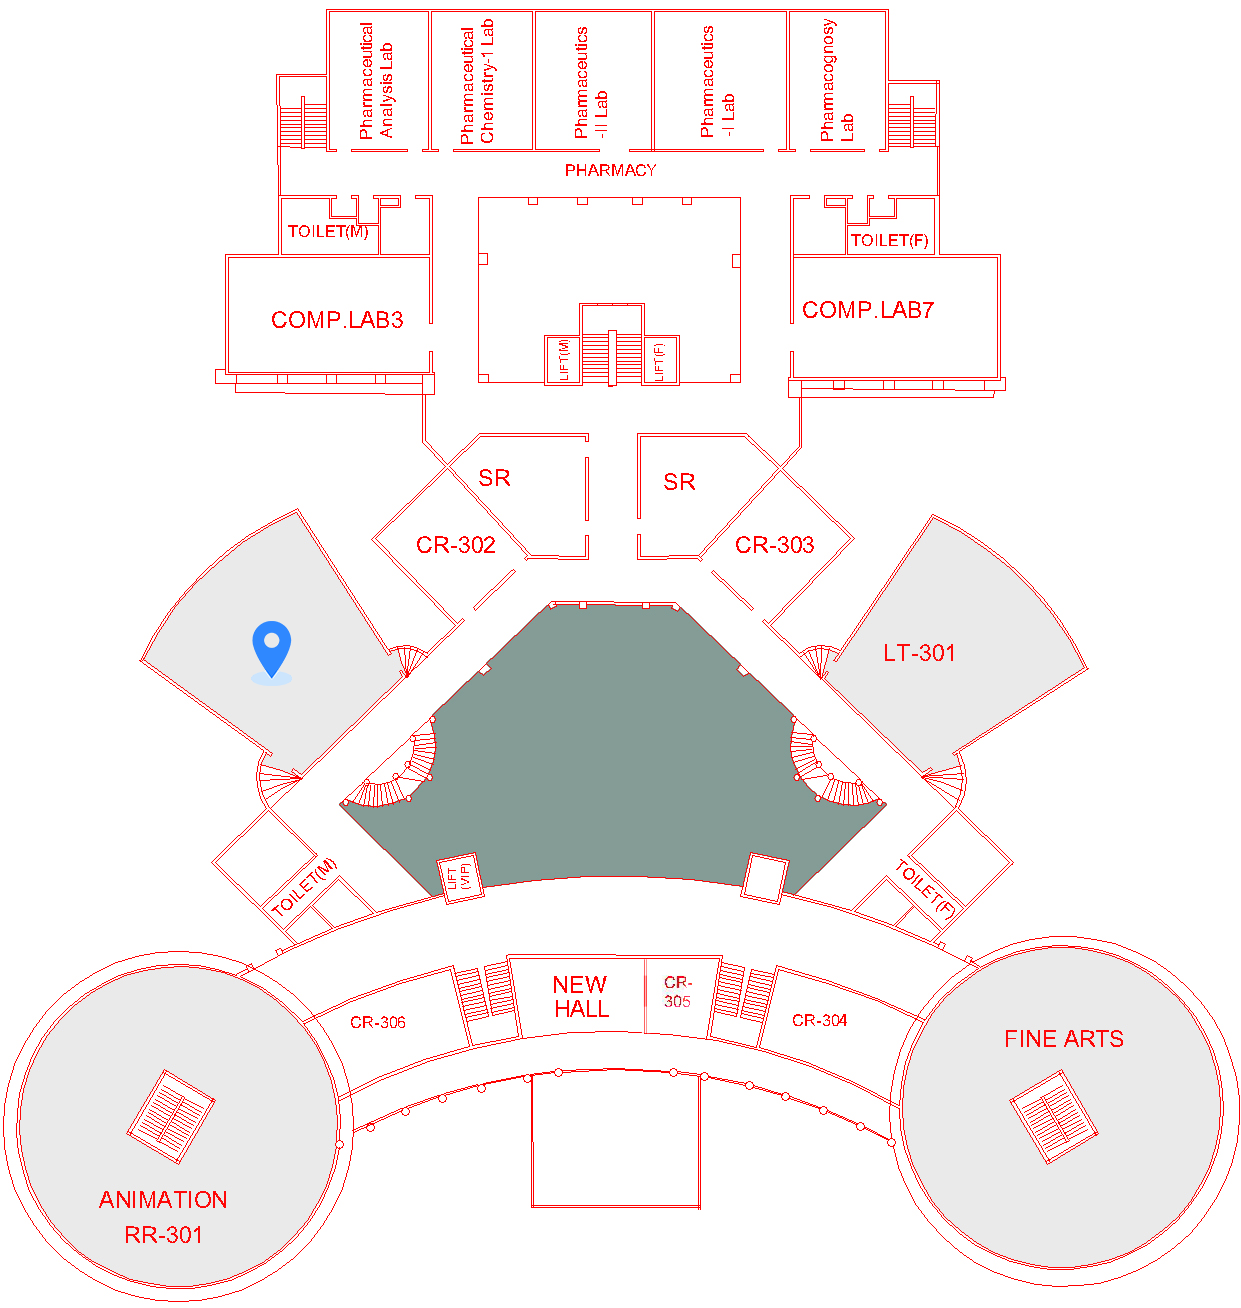 Pharmaceutical
Analysis Lab
Pharmaceutical
Chemistry-1 Lab
Pharmaceutics
-II Lab
Pharmaceutics
-I Lab
Pharmacognosy
Lab
PHARMACY
TOILET(M)
TOILET(F)
COMP.LAB3
COMP.LAB7
LIFT(M)
LIFT(F)
SR
SR
CR-302
CR-303
LT-301
LIFT
(VIP)
TOILET(M)
TOILET(F)
NEW
HALL
CR-
305
CR-306
CR-304
FINE ARTS
ANIMATION
RR-301